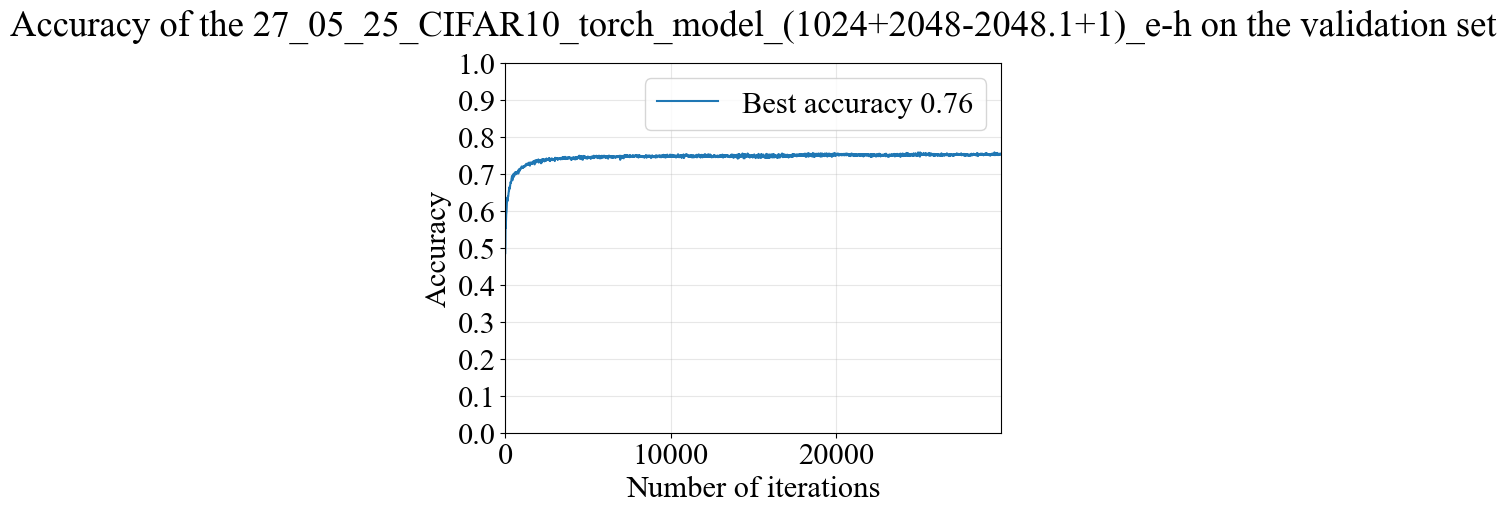 Accuracy of the 27_05_25_CIFAR10_torch_model_(1024+2048-2048.1+1)_e-h on the validation set
1.0
0.9
0.8
0.7
0.6
0.5
0.4
0.3
0.2
0.1
0.0
Accuracy
Best accuracy 0.76
0 10000 20000
Number of iterations